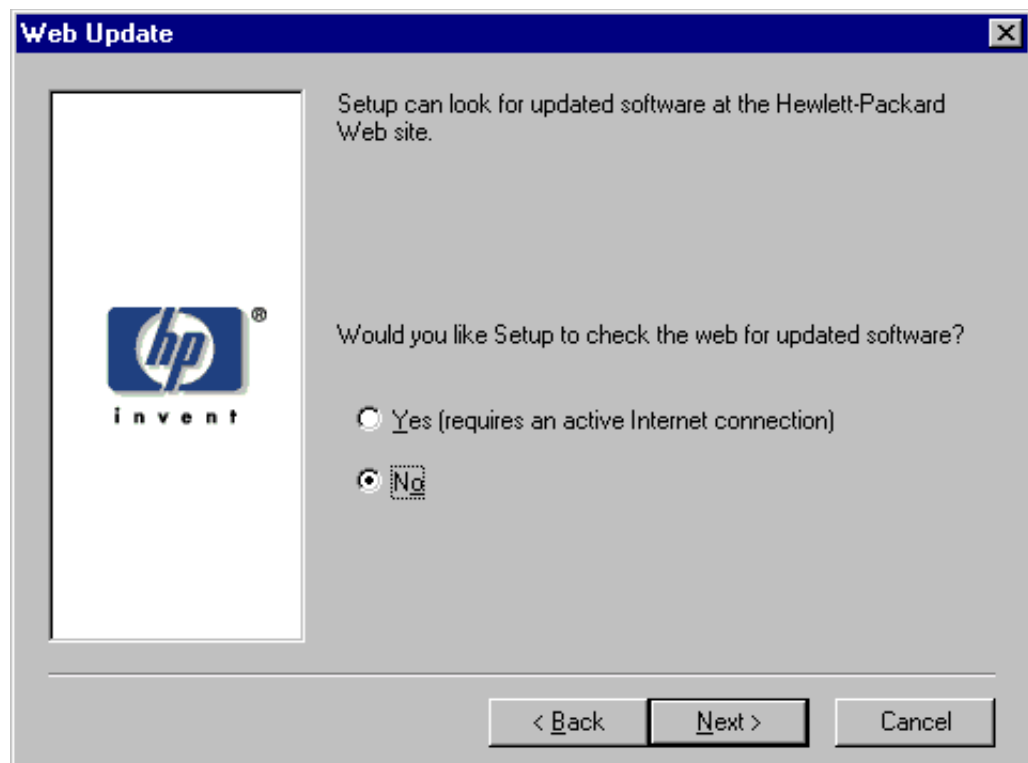 Web Update
Setup can look for updated software at the Hewlett-Packard
Web site.
hp ®
invent
Would you like Setup to check the web for updated software?
Yes (requires an active Internet connection)
No
< Back
Next >
Cancel